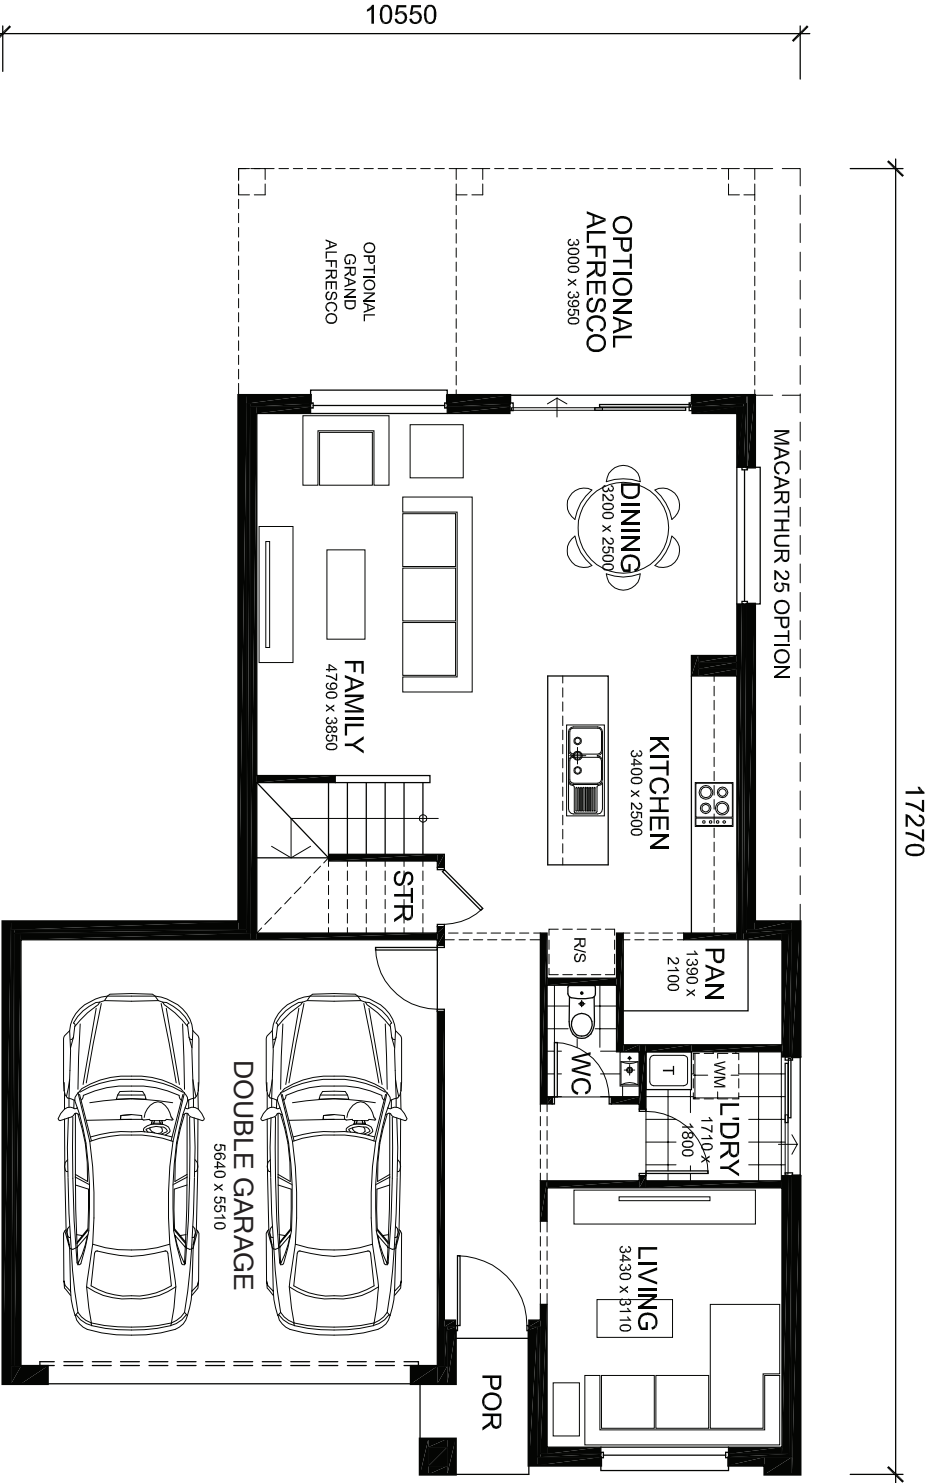 10550
17270
OPTIONAL
ALFRESCO
3000 x 3950
OPTIONAL
GRAND
ALFRESCO
MACARTHUR 25 OPTION
DINING
3200 x 2500
FAMILY
4790 x 3850
KITCHEN
3400 x 2500
STR
R/S
PAN
1390 x
2100
WC
T
WM
L'DRY
1710 x
1800
DOUBLE GARAGE
5640 x 5510
LIVING
3430 x 3110
POR